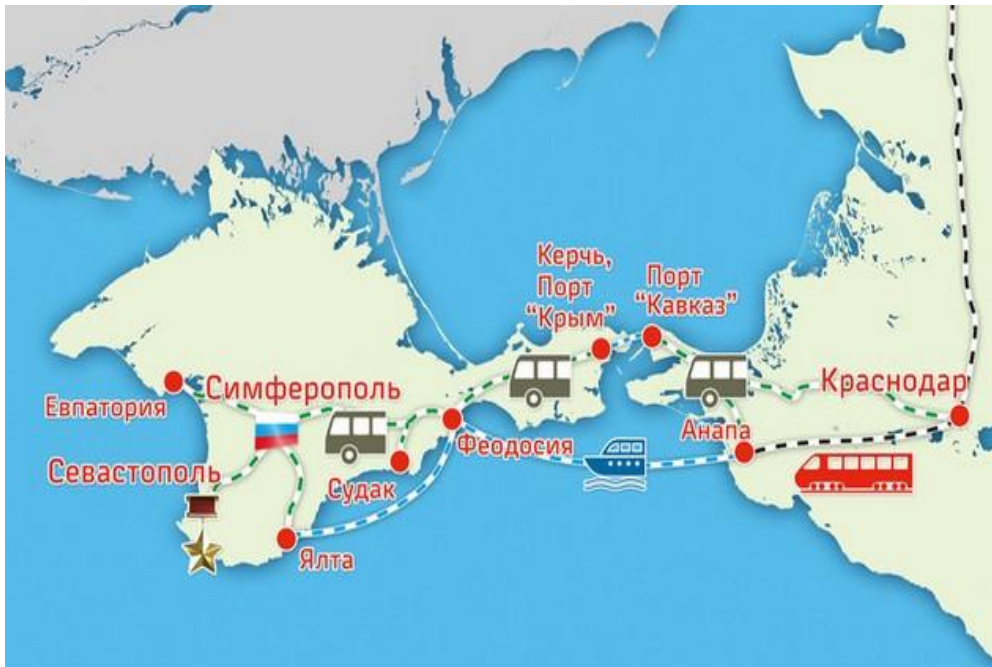 Керчь,
Порт
“Крым”
Порт
“Кавказ”
Симферополь
Краснодар
Евпатория
Феодосия
Анапа
Севастополь
Судак
Ялта